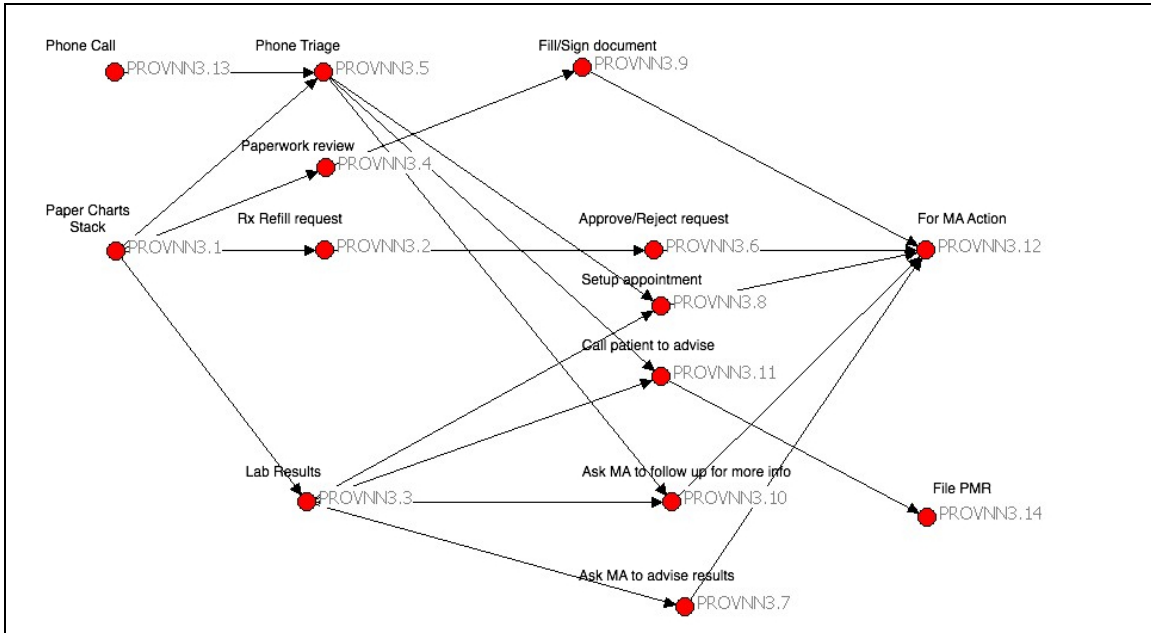 Phone Call
PROVNN3.13
Phone Triage
PROVNN3.5
Fill/Sign document
PROVNN3.9
Paperwork review
PROVNN3.4
Paper Charts
Stack
PROVNN3.1
Rx Refill request
PROVNN3.2
Approve/Reject request
PROVNN3.6
For MA Action
PROVNN3.12
Setup appointment
PROVNN3.8
Call patient to advise
PROVNN3.11
Lab Results
PROVNN3.3
Ask MA to follow up for more info
PROVNN3.10
File PMR
PROVNN3.14
Ask MA to advise results
PROVNN3.7